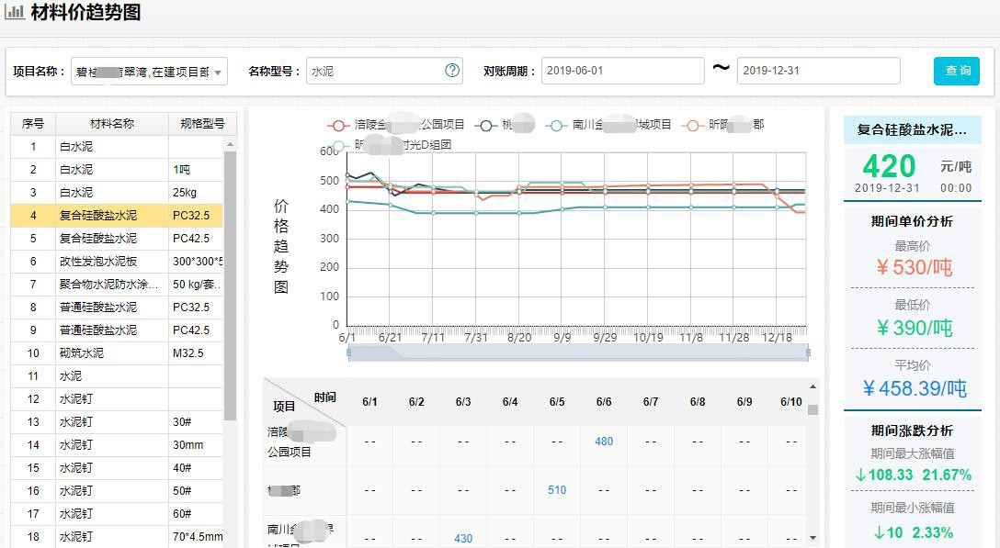 材料价趋势图
项目名称： 碧桂 翠湾,在建项目部 名称型号： 水泥 对账周期： 2019-06-01 ~ 2019-12-31 查询
序号 材料名称 规格型号
1 白水泥
2 白水泥 1吨
3 白水泥 25kg
4 复合硅酸盐水泥 PC32.5
5 复合硅酸盐水泥 PC42.5
6 改性发泡水泥板 300*300*5
7 聚合物水泥防水涂… 50 kg/套…
8 普通硅酸盐水泥 PC32.5
9 普通硅酸盐水泥 PC42.5
10 砌筑水泥 M32.5
11 水泥
12 水泥钉
13 水泥钉 30#
14 水泥钉 30mm
15 水泥钉 40#
16 水泥钉 50#
17 水泥钉 60#
18 水泥钉 70*4.5mm
涪陵金 公园项目 桃 南川金 城项目 昕晖 郡
昕 时光D组团
价格趋势图
600
500
400
300
200
100
0
6/1 6/21 7/11 7/31 8/20 9/9 9/29 10/19 11/8 11/28 12/18
项目 时间 6/1 6/2 6/3 6/4 6/5 6/6 6/7 6/8 6/9 6/10
涪陵
公园项目 -- -- -- -- -- 480 -- -- -- --
郡 -- -- -- -- 510 -- -- -- -- --
南川金 界 -- -- 430 -- -- -- -- -- -- --
城项目
复合硅酸盐水泥...
420 元/吨
2019-12-31 00:00
期间单价分析
最高价
￥530/吨
最低价
￥390/吨
平均价
￥458.39/吨
期间涨跌分析
期间最大涨幅值
↓108.33 21.67%
期间最小涨幅值
↓10 2.33%